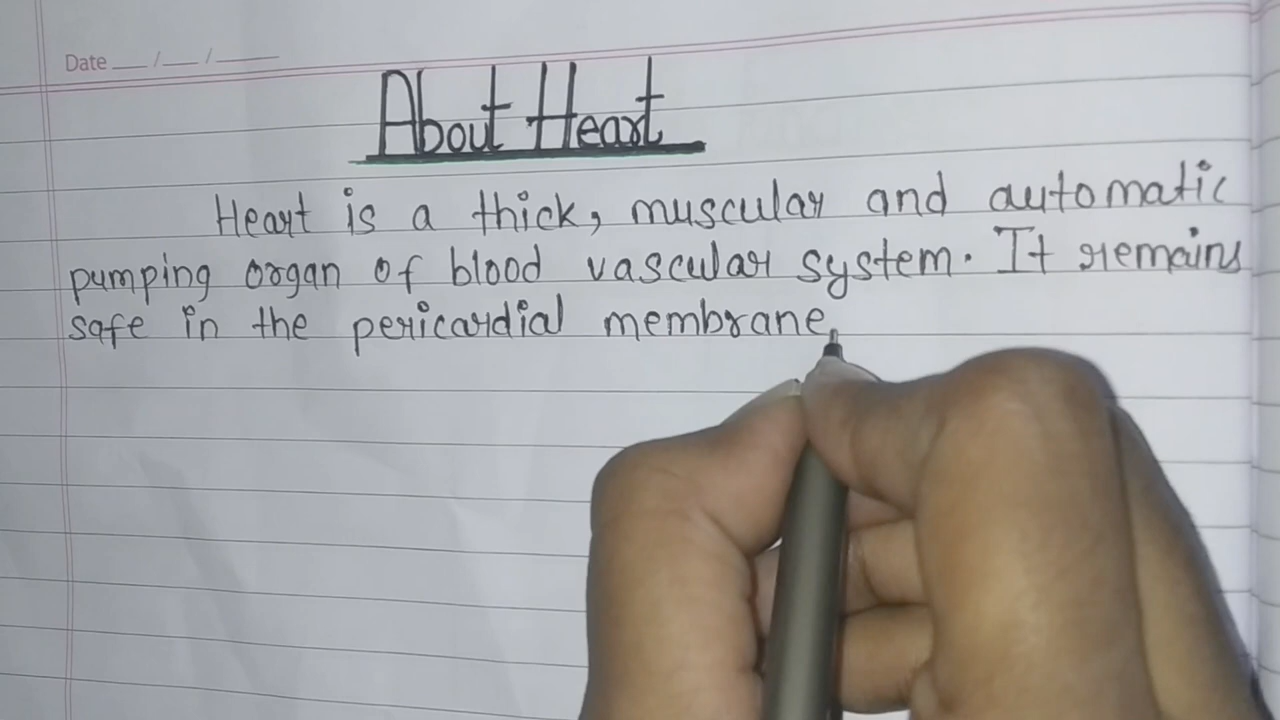 Date __ /__ /____
About Heart
Heart is a thick, muscular and automatic
pumping organ of blood vascular system. It remains
safe in the pericardial membrane.